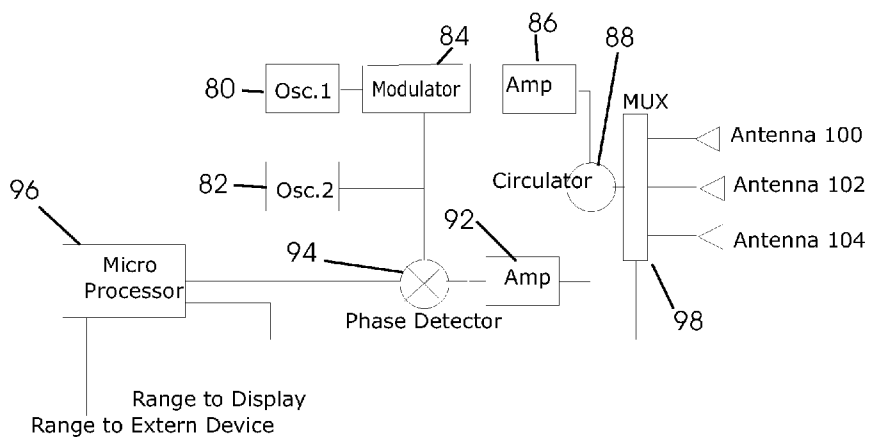 84
86
88
80
Osc.1
Modulator
Amp
MUX
Antenna 100
82
Osc.2
Circulator
Antenna 102
96
92
Antenna 104
94
Micro
Processor
Amp
Phase Detector
98
Range to Display
Range to Extern Device